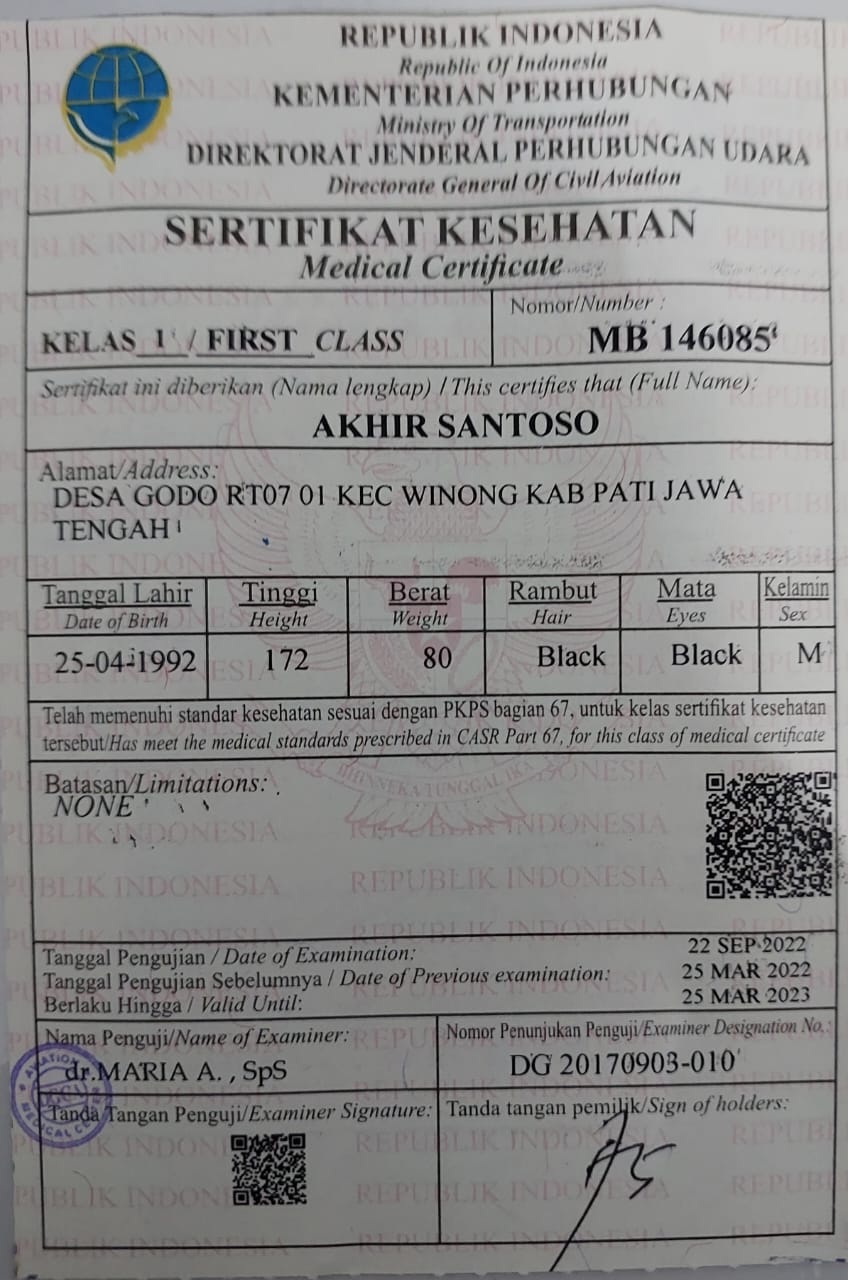 REPUBLIK INDONESIA
Republic Of Indonesia
KEMENTERIAN PERHUBUNGAN
Ministry Of Transportation
DIREKTORAT JENDERAL PERHUBUNGAN UDARA
Directorate General Of Civil Aviation
SERTIFIKAT KESEHATAN
Medical Certificate
Nomor/Number :
KELAS 1 / FIRST CLASS
MB 146085
Sertifikat ini diberikan (Nama lengkap) / This certifies that (Full Name):
AKHIR SANTOSO
Alamat/Address:
DESA GODO RT07 01 KEC WINONG KAB PATI JAWA
TENGAH
Tanggal Lahir Tinggi Berat Rambut Mata Kelamin
Date of Birth Height Weight Hair Eyes Sex
25-04-1992 172 80 Black Black M
Telah memenuhi standar kesehatan sesuai dengan PKPS bagian 67, untuk kelas sertifikat kesehatan
tersebut/Has meet the medical standards prescribed in CASR Part 67, for this class of medical certificate
Batasan/Limitations:
NONE
BHINNEKA TUNGGAL IKA
REPUBLIK INDONESIA
Tanggal Pengujian / Date of Examination: 22 SEP 2022
Tanggal Pengujian Sebelumnya / Date of Previous examination: 25 MAR 2022
Berlaku Hingga / Valid Until: 25 MAR 2023
Nama Penguji/Name of Examiner:
dr.MARIA A. , SpS
Nomor Penunjukan Penguji/Examiner Designation No.:
DG 20170903-010
Tanda Tangan Penguji/Examiner Signature:
Tanda tangan pemilik/Sign of holders: